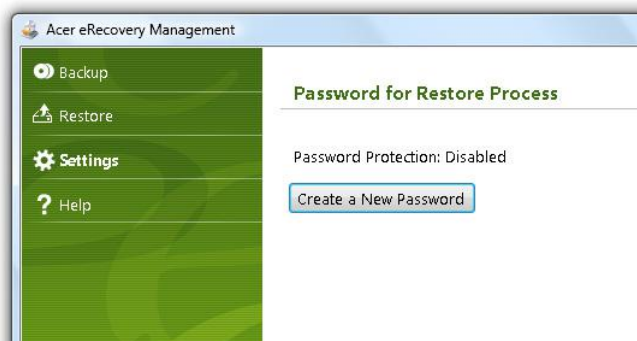 Acer eRecovery Management
Backup
Restore
Settings
Help
Password for Restore Process
Password Protection: Disabled
Create a New Password